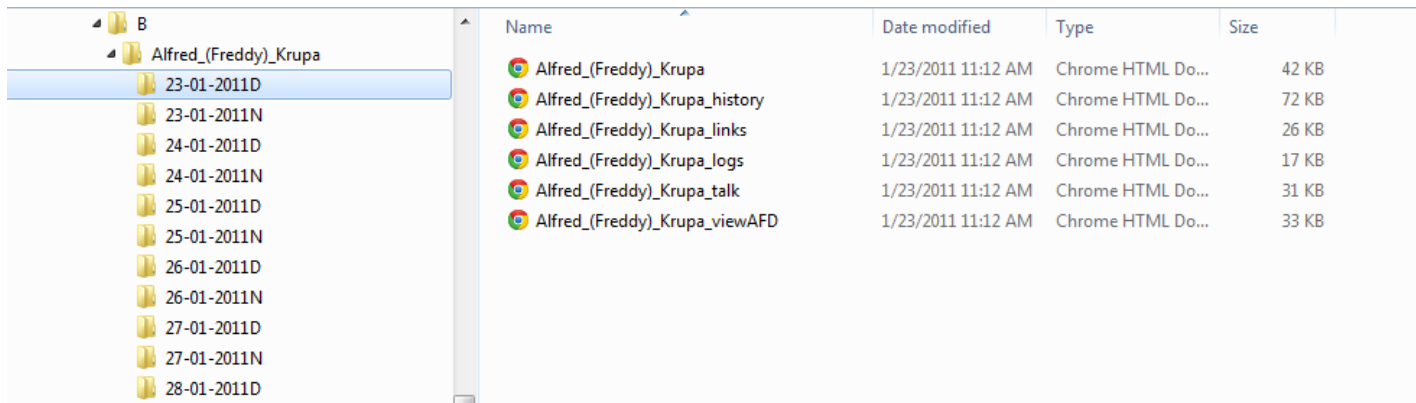 B
Alfred_(Freddy)_Krupa
23-01-2011D
23-01-2011N
24-01-2011D
24-01-2011N
25-01-2011D
25-01-2011N
26-01-2011D
26-01-2011N
27-01-2011D
27-01-2011N
28-01-2011D
Name Date modified Type Size
Alfred_(Freddy)_Krupa 1/23/2011 11:12 AM Chrome HTML Do... 42 KB
Alfred_(Freddy)_Krupa_history 1/23/2011 11:12 AM Chrome HTML Do... 72 KB
Alfred_(Freddy)_Krupa_links 1/23/2011 11:12 AM Chrome HTML Do... 26 KB
Alfred_(Freddy)_Krupa_logs 1/23/2011 11:12 AM Chrome HTML Do... 17 KB
Alfred_(Freddy)_Krupa_talk 1/23/2011 11:12 AM Chrome HTML Do... 31 KB
Alfred_(Freddy)_Krupa_viewAFD 1/23/2011 11:12 AM Chrome HTML Do... 33 KB